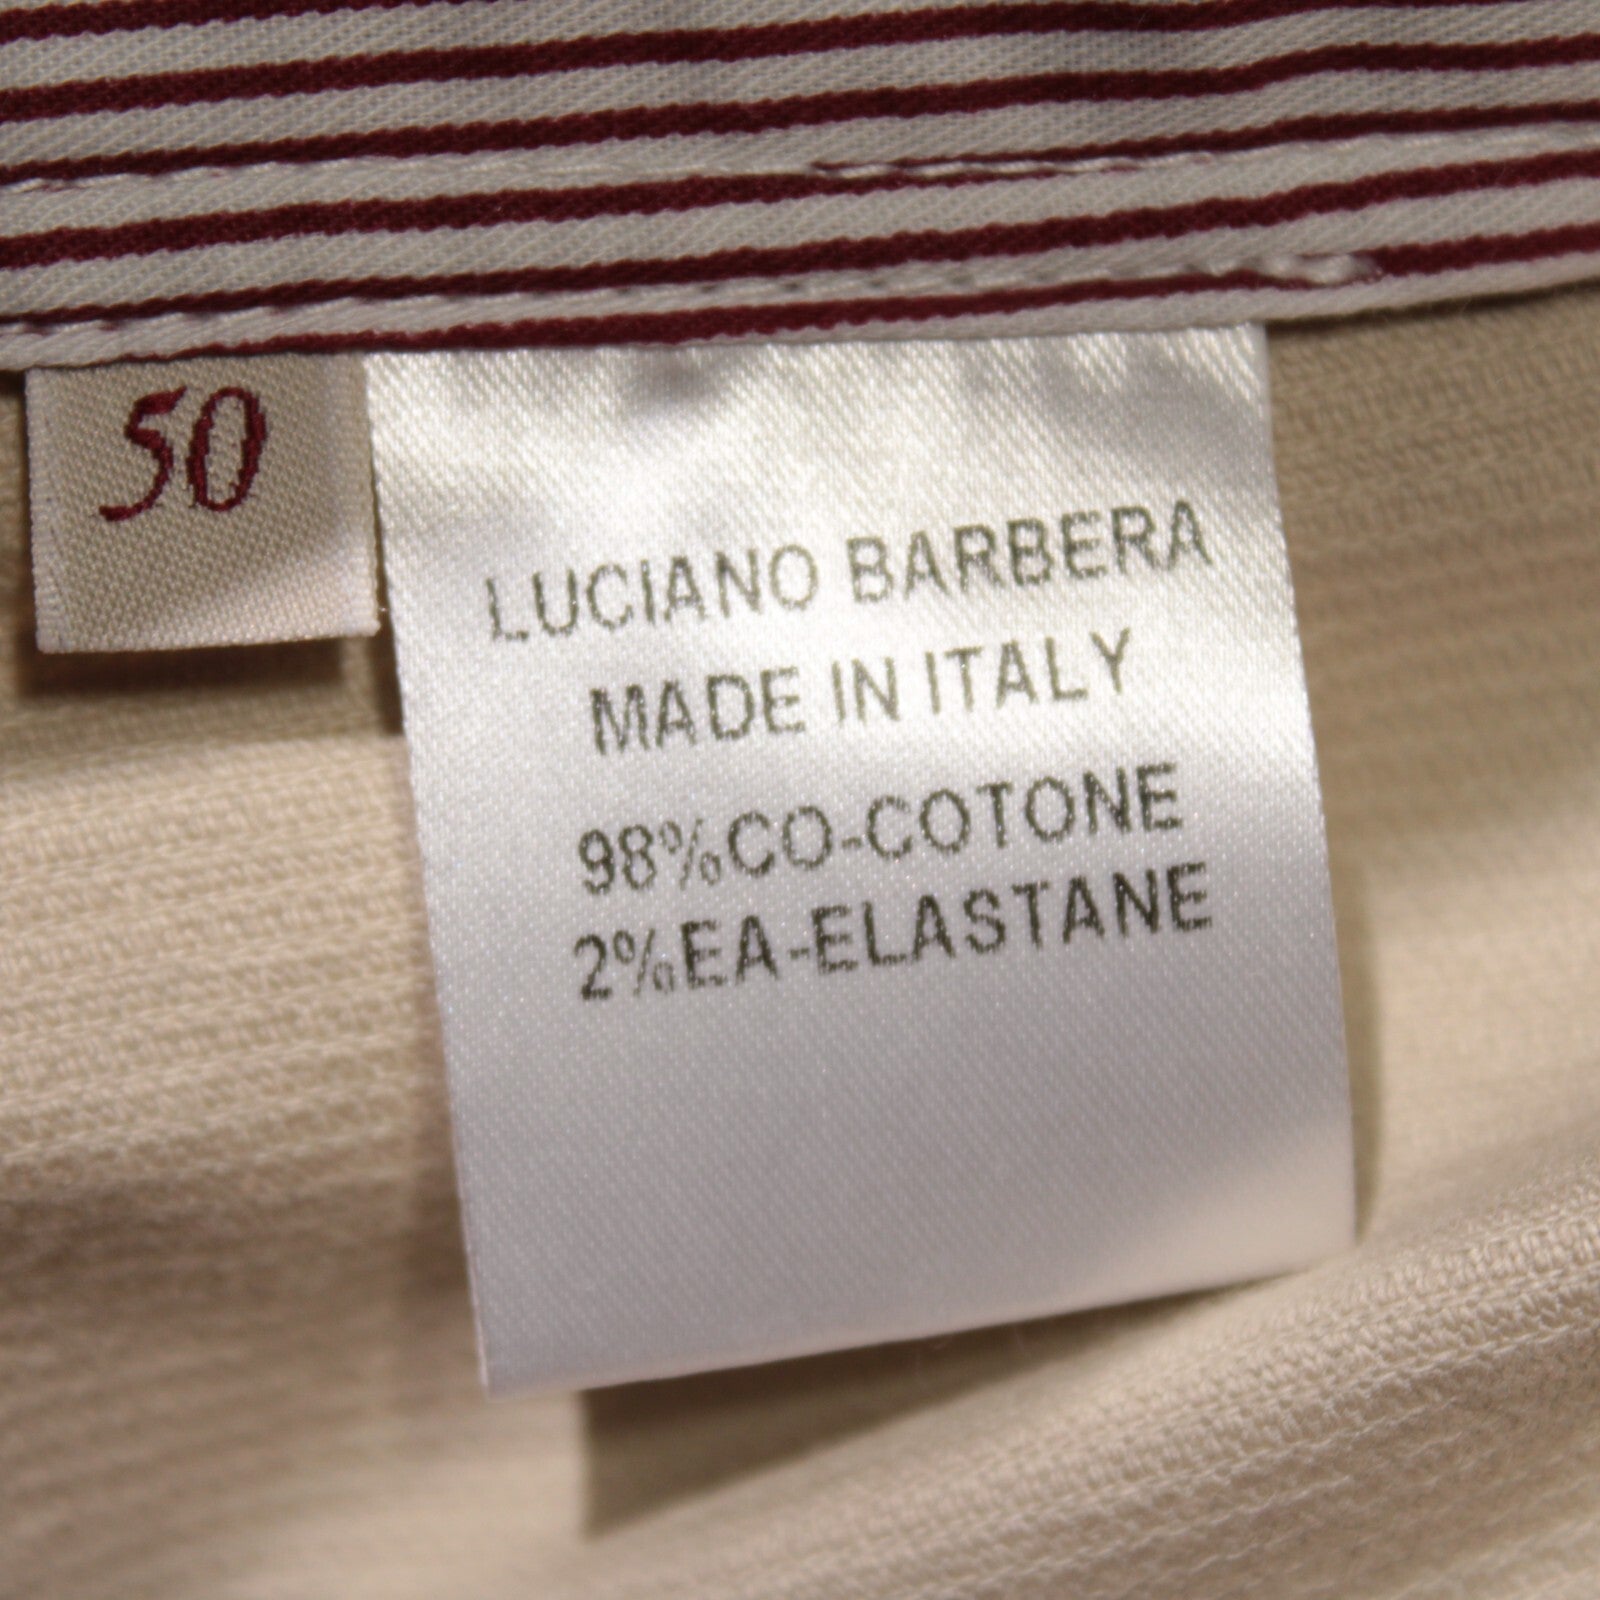 50
LUCIANO BARBERA
MADE IN ITALY
98%CO-COTONE
2%EA-ELASTANE